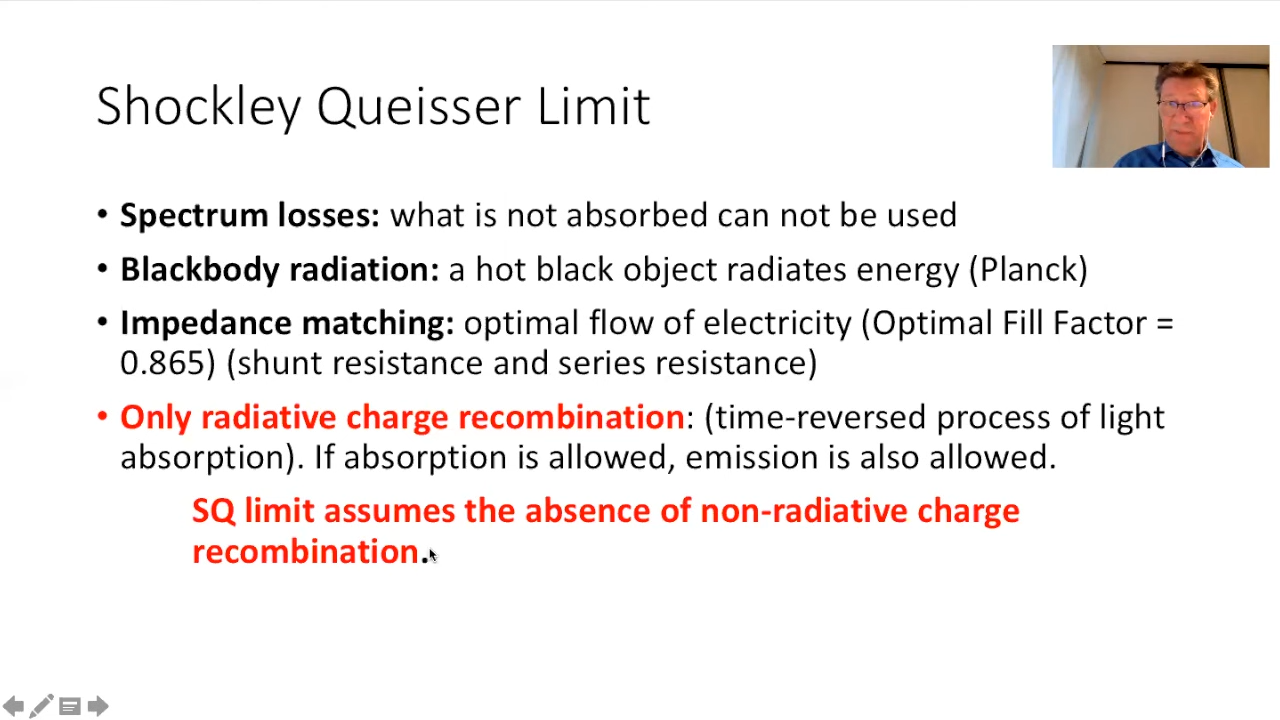 Shockley Queisser Limit
• Spectrum losses: what is not absorbed can not be used
• Blackbody radiation: a hot black object radiates energy (Planck)
• Impedance matching: optimal flow of electricity (Optimal Fill Factor =
0.865) (shunt resistance and series resistance)
• Only radiative charge recombination: (time-reversed process of light
absorption). If absorption is allowed, emission is also allowed.
SQ limit assumes the absence of non-radiative charge
recombination.